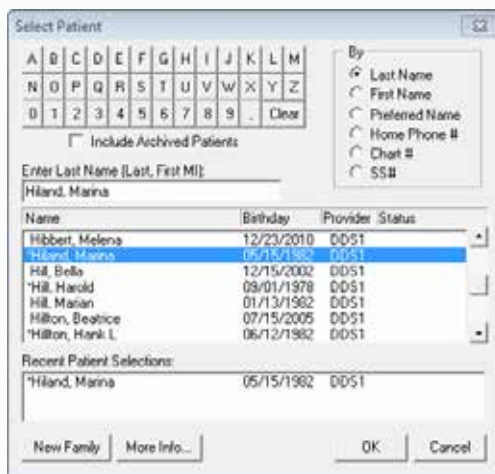 Select Patient
A B C D E F G H I J K L M
N O P Q R S T U V W X Y Z
0 1 2 3 4 5 6 7 8 9 . Clear
Include Archived Patients
By
Last Name
First Name
Preferred Name
Home Phone #
Chart #
SS#
Enter Last Name (Last, First MI):
Hiland, Marina
Name Birthday Provider Status
Hibbert, Melena 12/23/2010 DDS1
*Hiland, Marina 05/15/1982 DDS1
Hill, Bella 12/15/2002 DDS1
*Hill, Harold 09/01/1978 DDS1
Hill, Marian 01/13/1982 DDS1
Hillton, Beatrice 07/15/2005 DDS1
*Hillton, Hank L 06/12/1982 DDS1
Recent Patient Selections:
*Hiland, Marina 05/15/1982 DDS1
New Family More Info... OK Cancel